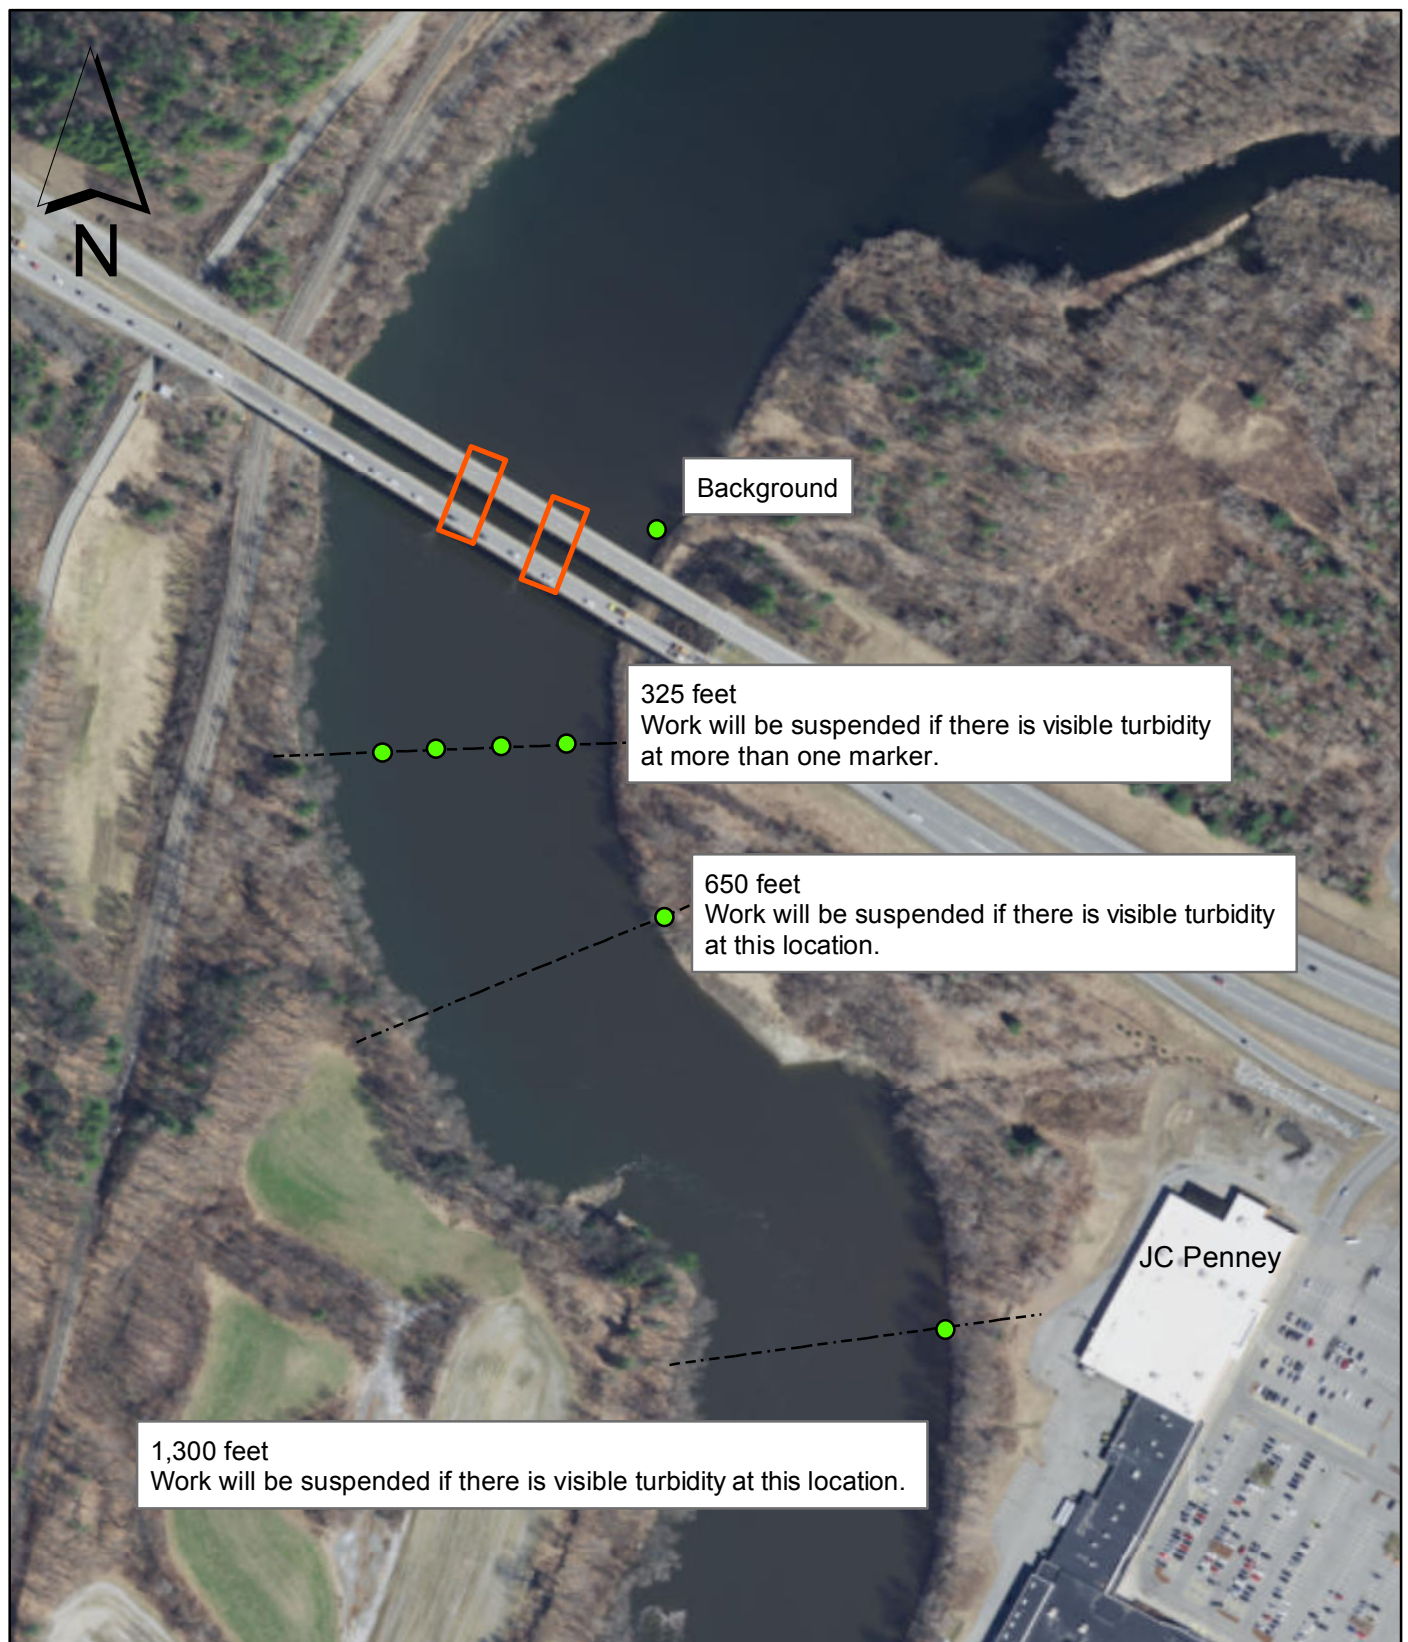 N
Background
325 feet
Work will be suspended if there is visible turbidity
at more than one marker.
650 feet
Work will be suspended if there is visible turbidity
at this location.
JC Penney
1,300 feet
Work will be suspended if there is visible turbidity at this location.